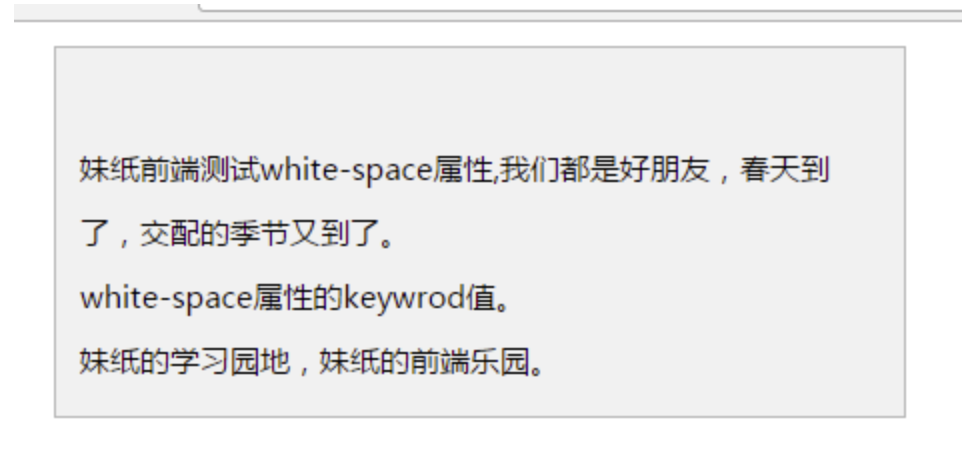 妹纸前端测试white-space属性,我们都是好朋友，春天到
了，交配的季节又到了。
white-space属性的keywrod值。
妹纸的学习园地，妹纸的前端乐园。